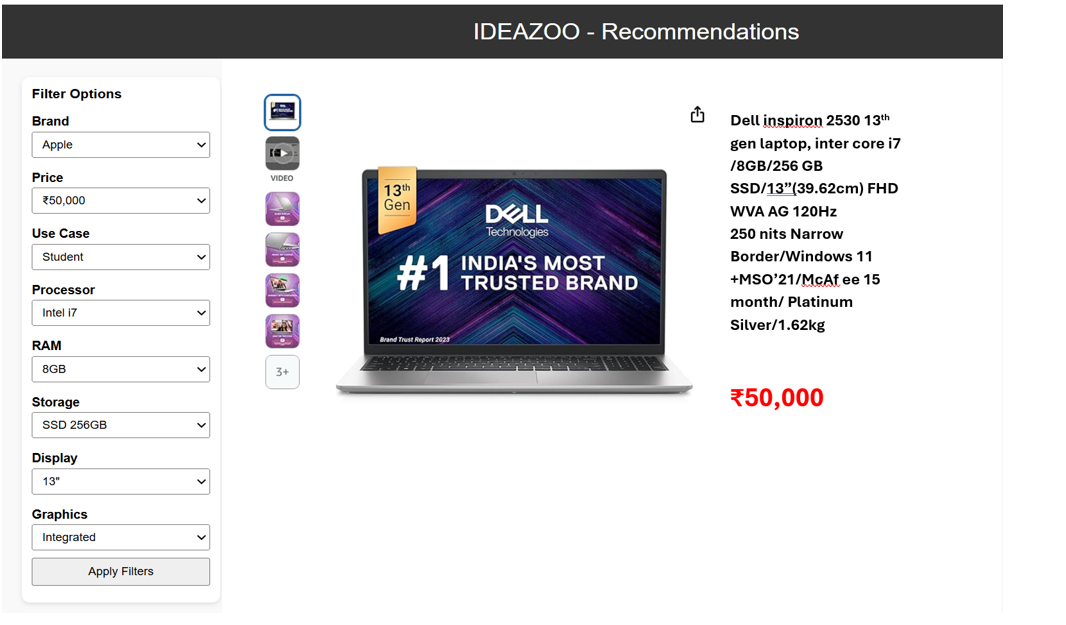 IDEAZOO - Recommendations
Filter Options
Brand
Apple
Price
₹50,000
Use Case
Student
Processor
Intel i7
RAM
8GB
Storage
SSD 256GB
Display
13"
Graphics
Integrated
Apply Filters
VIDEO
3+
13th
Gen
DELL
Technologies
#1 INDIA'S MOST
TRUSTED BRAND
Brand Trust Report 2023
Dell inspiron 2530 13th
gen laptop, inter core i7
/8GB/256 GB
SSD/13”(39.62cm) FHD
WVA AG 120Hz
250 nits Narrow
Border/Windows 11
+MSO’21/McAf ee 15
month/ Platinum
Silver/1.62kg
₹50,000